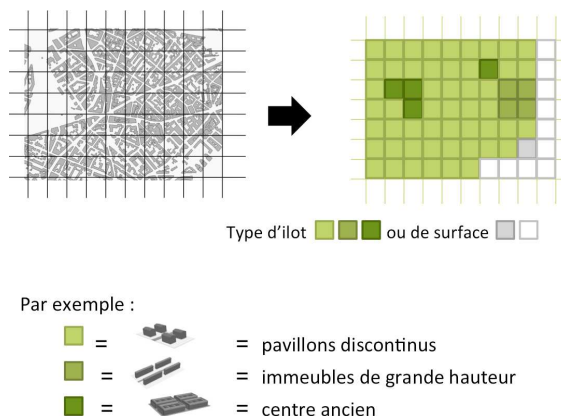 Type d'ilot ou de surface
Par exemple :
= = pavillons discontinus
= = immeubles de grande hauteur
= = centre ancien